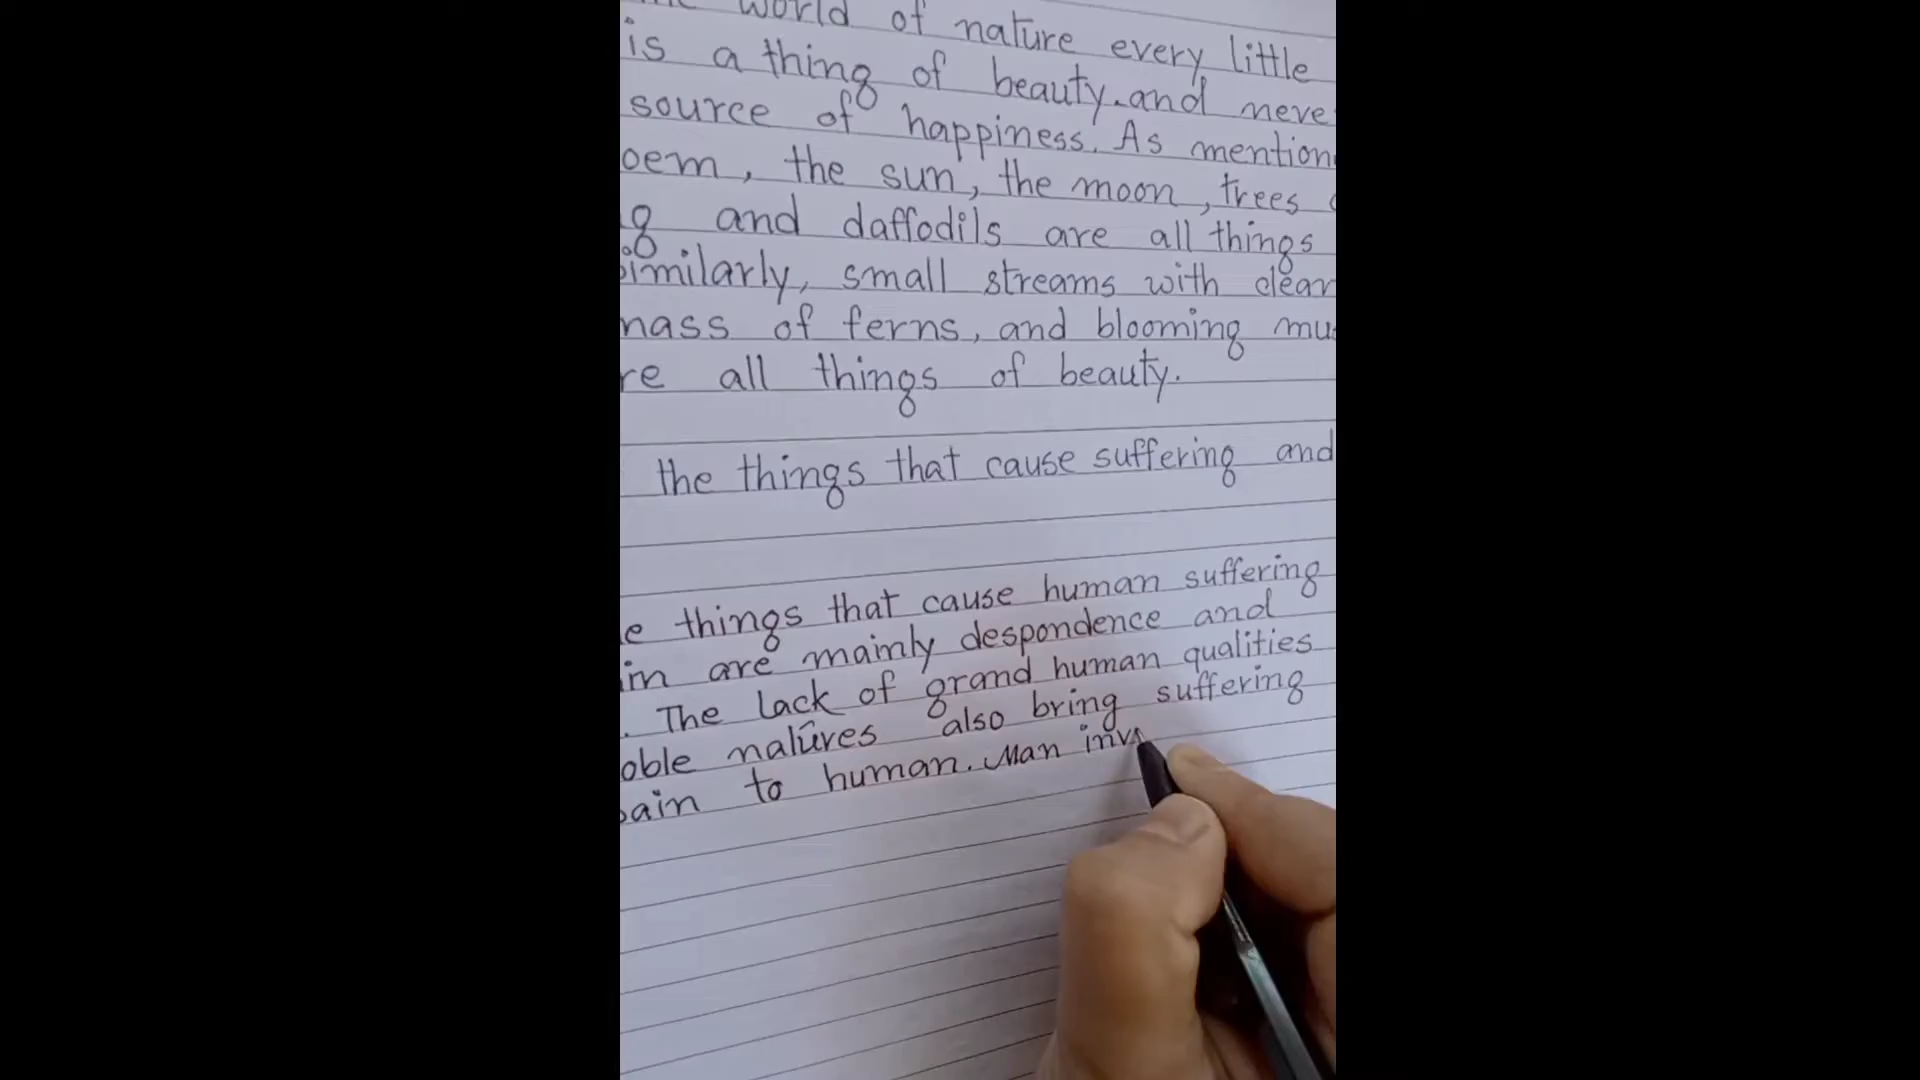 world of nature every little
is a thing of beauty. and neve
source of happiness. As mention
oem, the sun, the moon, trees
g and daffodils are all things
similarly, small streams with clear
mass of ferns, and blooming mu
re all things of beauty.
the things that cause suffering and
e things that cause human suffering
in are mainly despondence and
. The lack of grand human qualities
oble natures also bring suffering
pain to human. Man inv